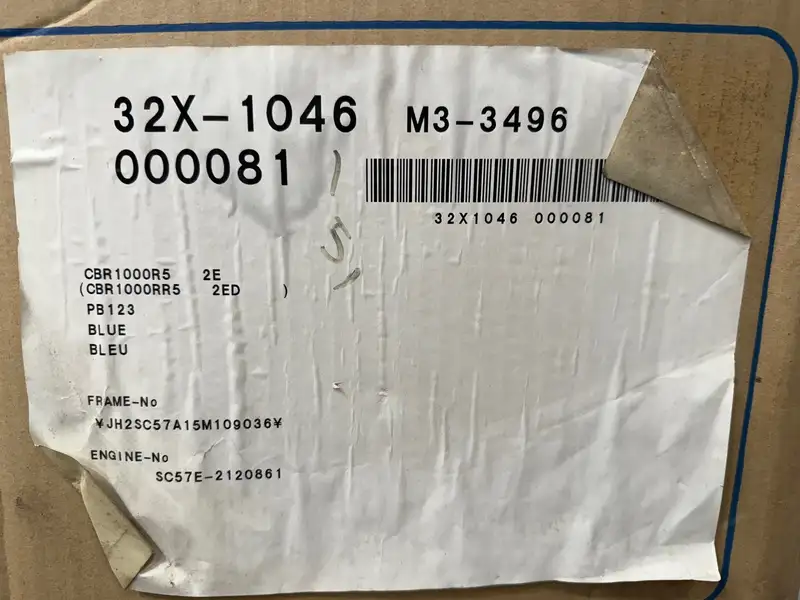 32X-1046 M3-3496
000081
32X1046 000081
CBR1000R5 2E
(CBR1000RR5 2ED )
PB123
BLUE
BLEU
FRAME-No
¥JH2SC57A15M109036¥
ENGINE-No
SC57E-2120861